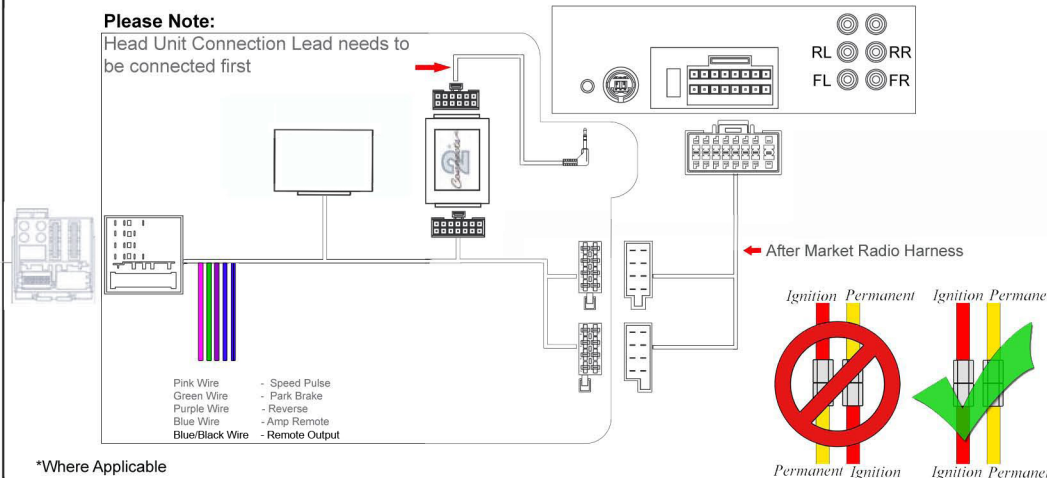 Please Note:
Head Unit Connection Lead needs to
be connected first
RL RR
FL FR
Connects 2
After Market Radio Harness
Ignition Permanent Ignition Permane
Pink Wire - Speed Pulse
Green Wire - Park Brake
Purple Wire - Reverse
Blue Wire - Amp Remote
Blue/Black Wire - Remote Output
Permanent Ignition Ignition Permane
*Where Applicable